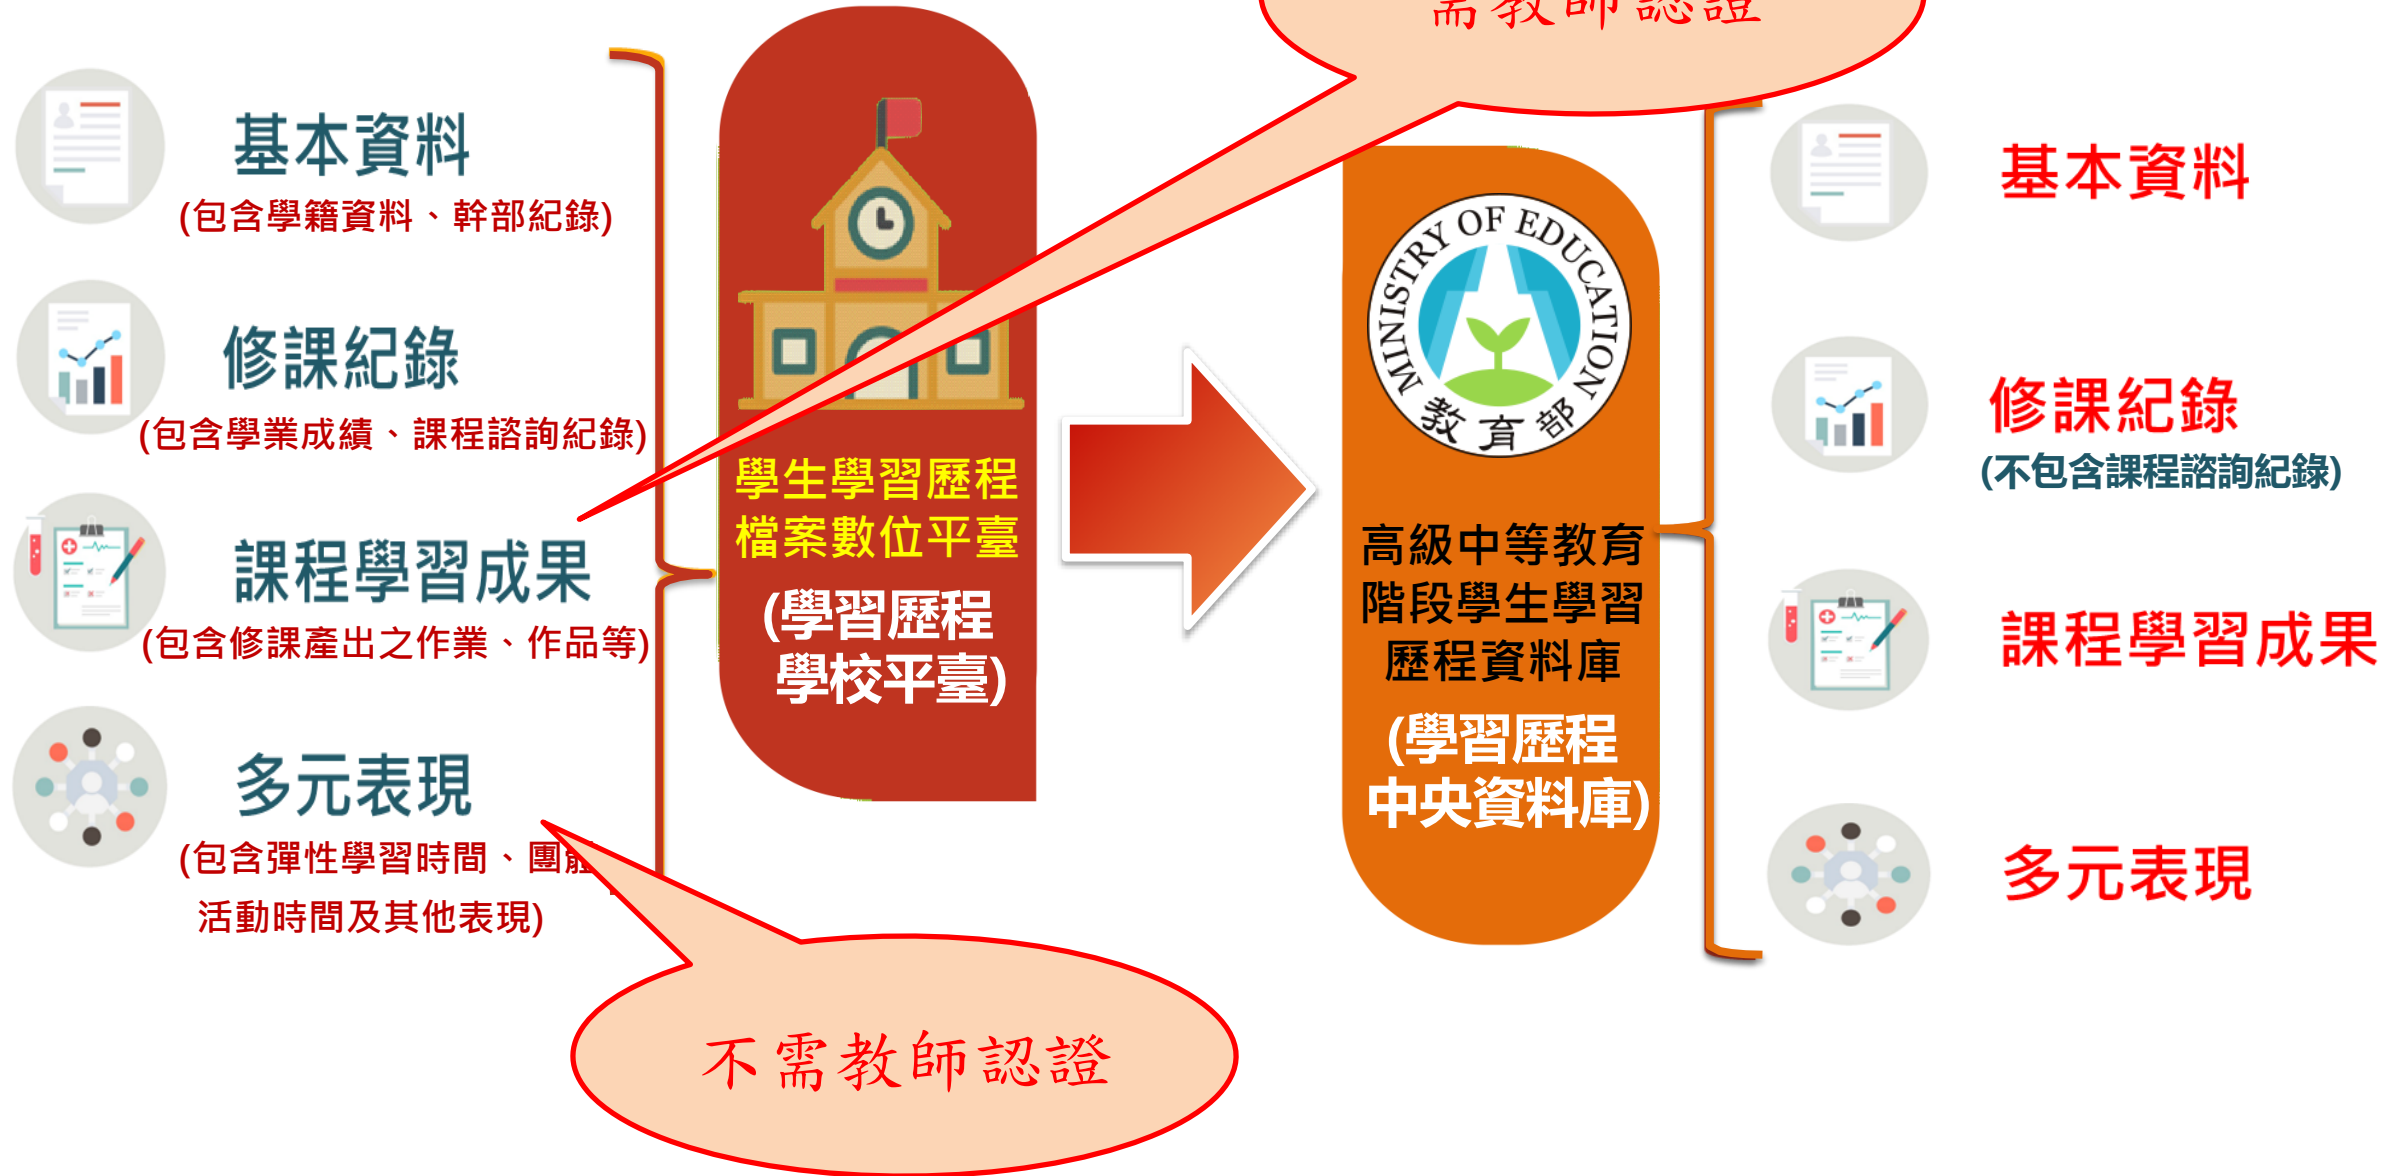 需教師認證
基本資料
(包含學籍資料、幹部紀錄)
修課紀錄
(包含學業成績、課程諮詢紀錄)
課程學習成果
(包含修課產出之作業、作品等)
多元表現
(包含彈性學習時間、團體
活動時間及其他表現)
不需教師認證
學生學習歷程
檔案數位平臺
(學習歷程
學校平臺)
MINISTRY OF EDUCATION
教育部
高級中等教育
階段學生學習
歷程資料庫
(學習歷程
中央資料庫)
基本資料
修課紀錄
(不包含課程諮詢紀錄)
課程學習成果
多元表現